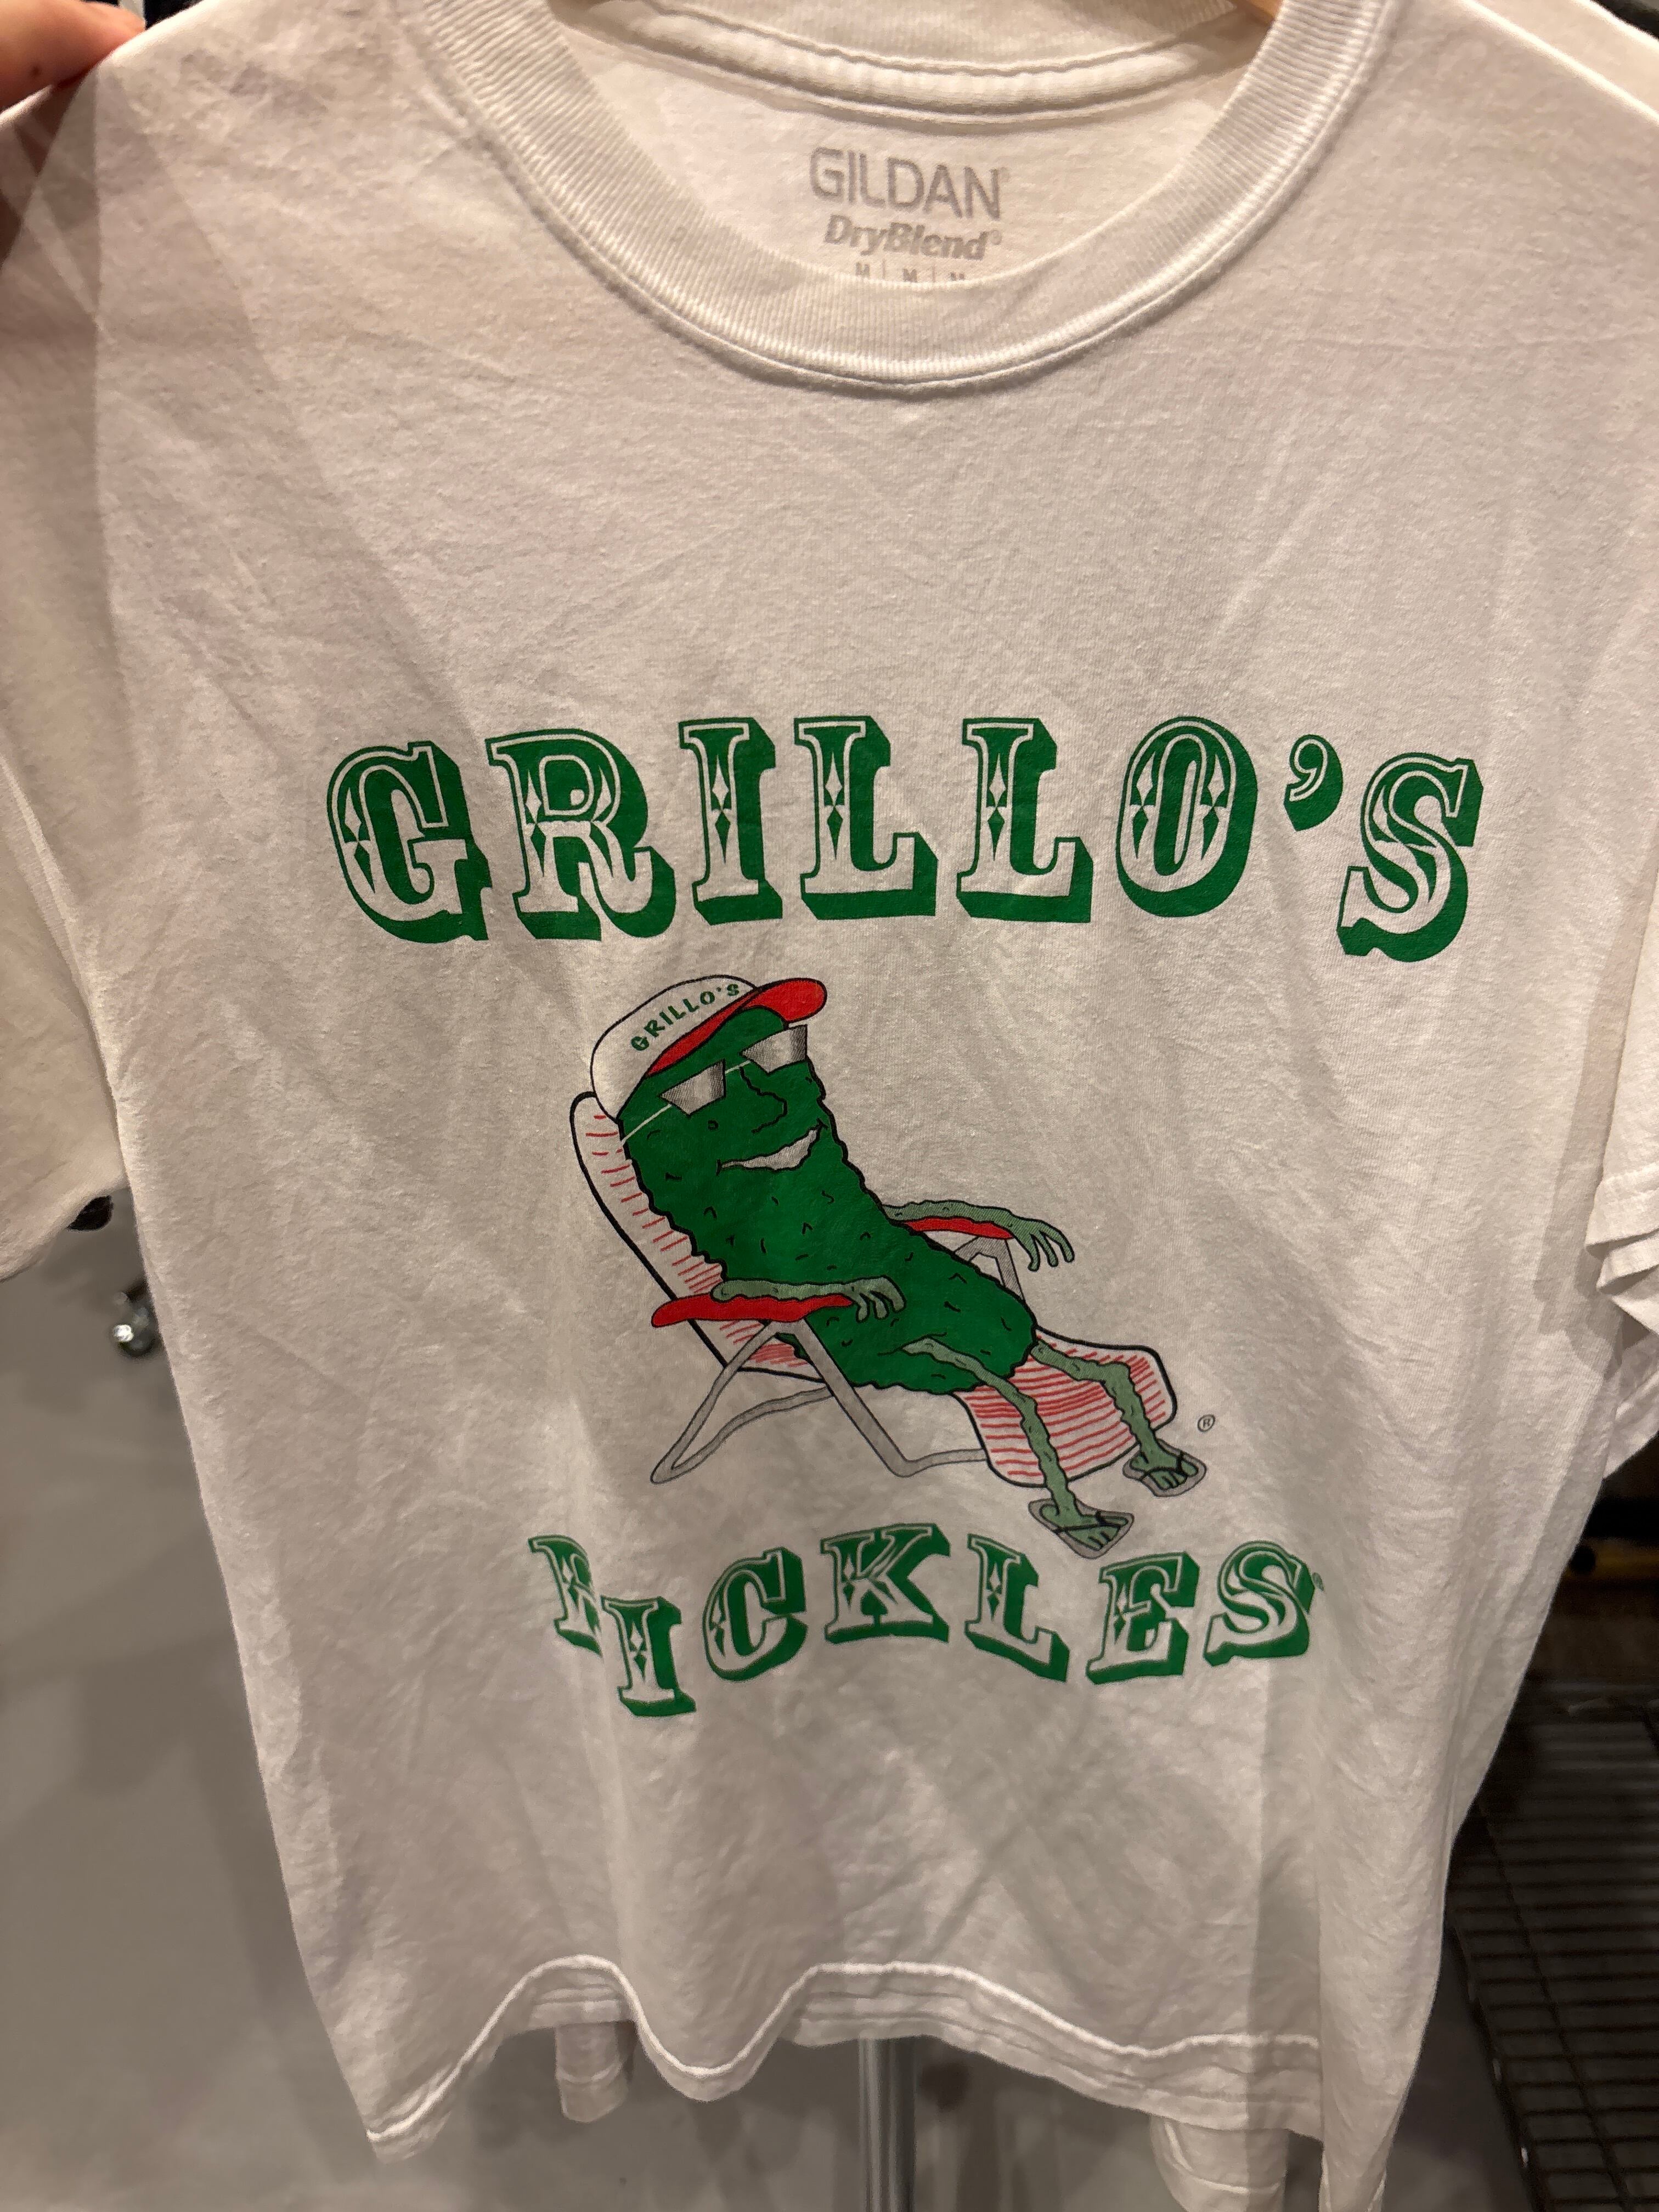 GILDAN®
DryBlend®
M | M | M
GRILLO'S
GRILLO'S
®
PICKLES®